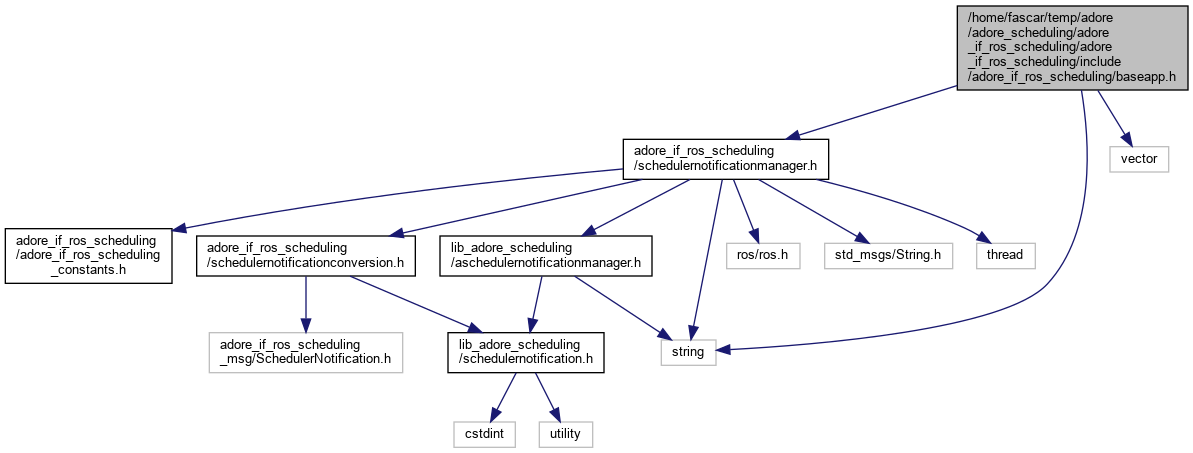 /home/fascar/temp/adore
/adore_scheduling/adore
_if_ros_scheduling/adore
_if_ros_scheduling/include
/adore_if_ros_scheduling/baseapp.h
adore_if_ros_scheduling
/schedulernotificationmanager.h
vector
adore_if_ros_scheduling
/adore_if_ros_scheduling
_constants.h
adore_if_ros_scheduling
/schedulernotificationconversion.h
lib_adore_scheduling
/aschedulernotificationmanager.h
ros/ros.h
std_msgs/String.h
thread
adore_if_ros_scheduling
_msg/SchedulerNotification.h
lib_adore_scheduling
/schedulernotification.h
string
cstdint
utility